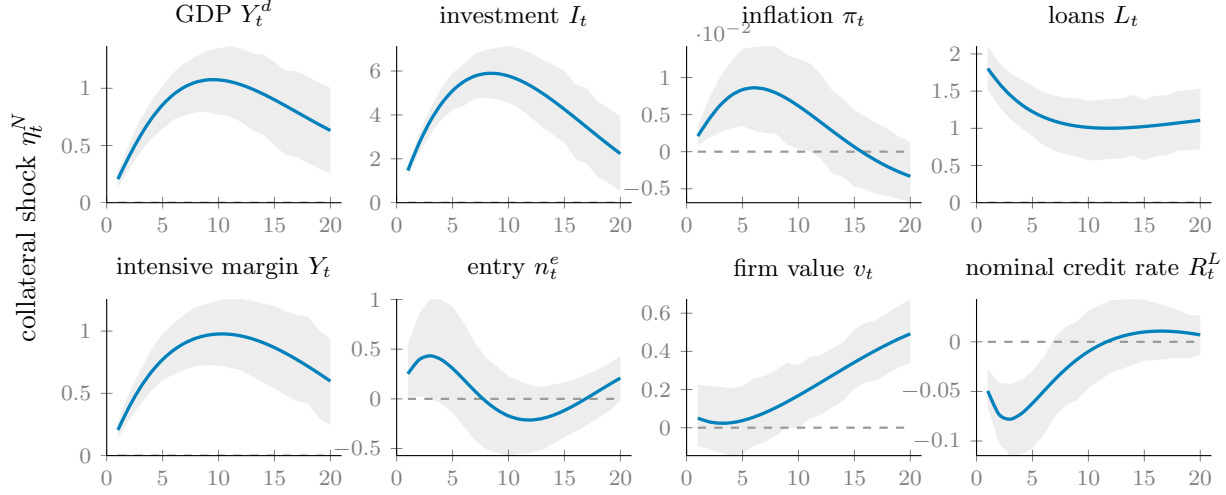 GDP $Y_t^d$
investment $I_t$
inflation $\pi_t$
loans $L_t$
collateral shock $\eta_t^N$
0 5 10 15 20
0
0.5
1
0 5 10 15 20
0
2
4
6
·10⁻²
0 5 10 15 20
−0.5
0
0.5
1
0 5 10 15 20
0
0.5
1
1.5
2
intensive margin $Y_t$
entry $n_t^e$
firm value $v_t$
nominal credit rate $R_t^L$
0 5 10 15 20
0
0.5
1
0 5 10 15 20
−0.5
0
0.5
1
0 5 10 15 20
0
0.2
0.4
0.6
0 5 10 15 20
−0.1
−0.05
0